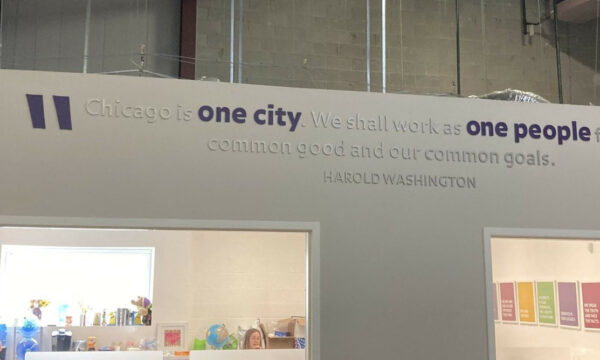 " Chicago is one city. We shall work as one people f
common good and our common goals.
HAROLD WASHINGTON